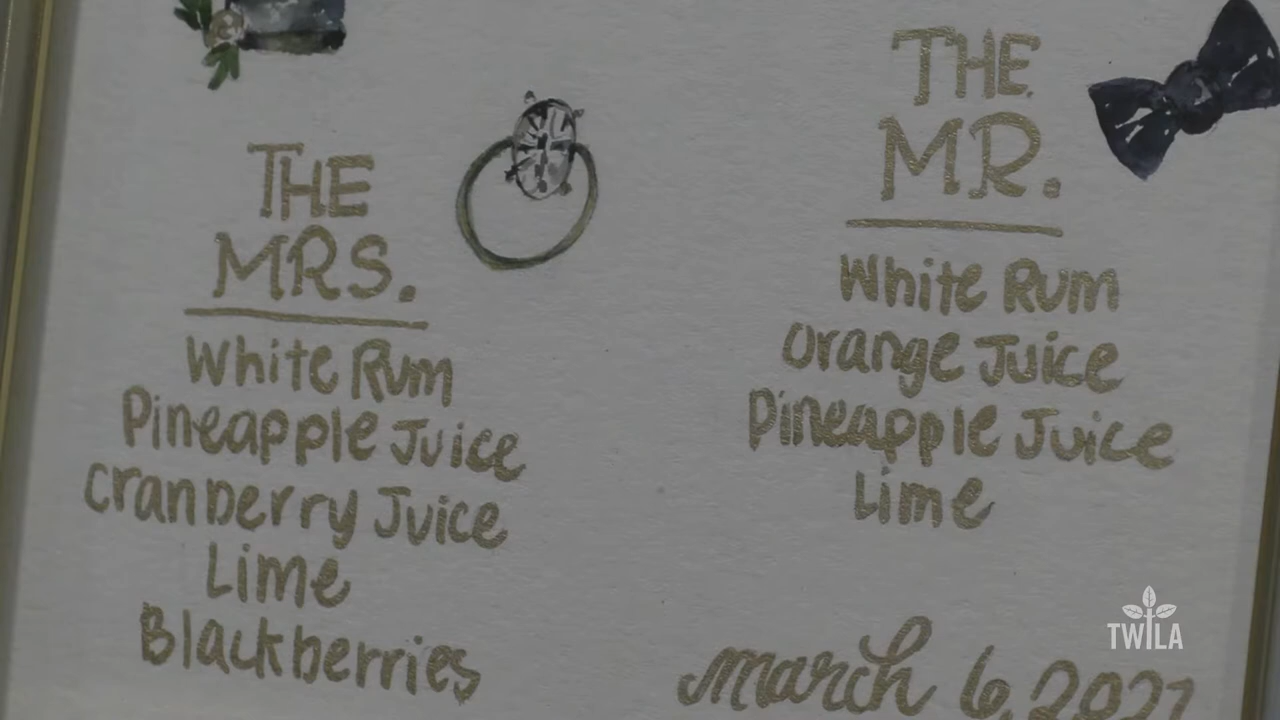 THE
MRS.
White Rum
Pineapple Juice
Cranberry Juice
Lime
Blackberries
THE
MR.
White Rum
Orange Juice
Pineapple Juice
Lime
March 6, 2021
TWILA